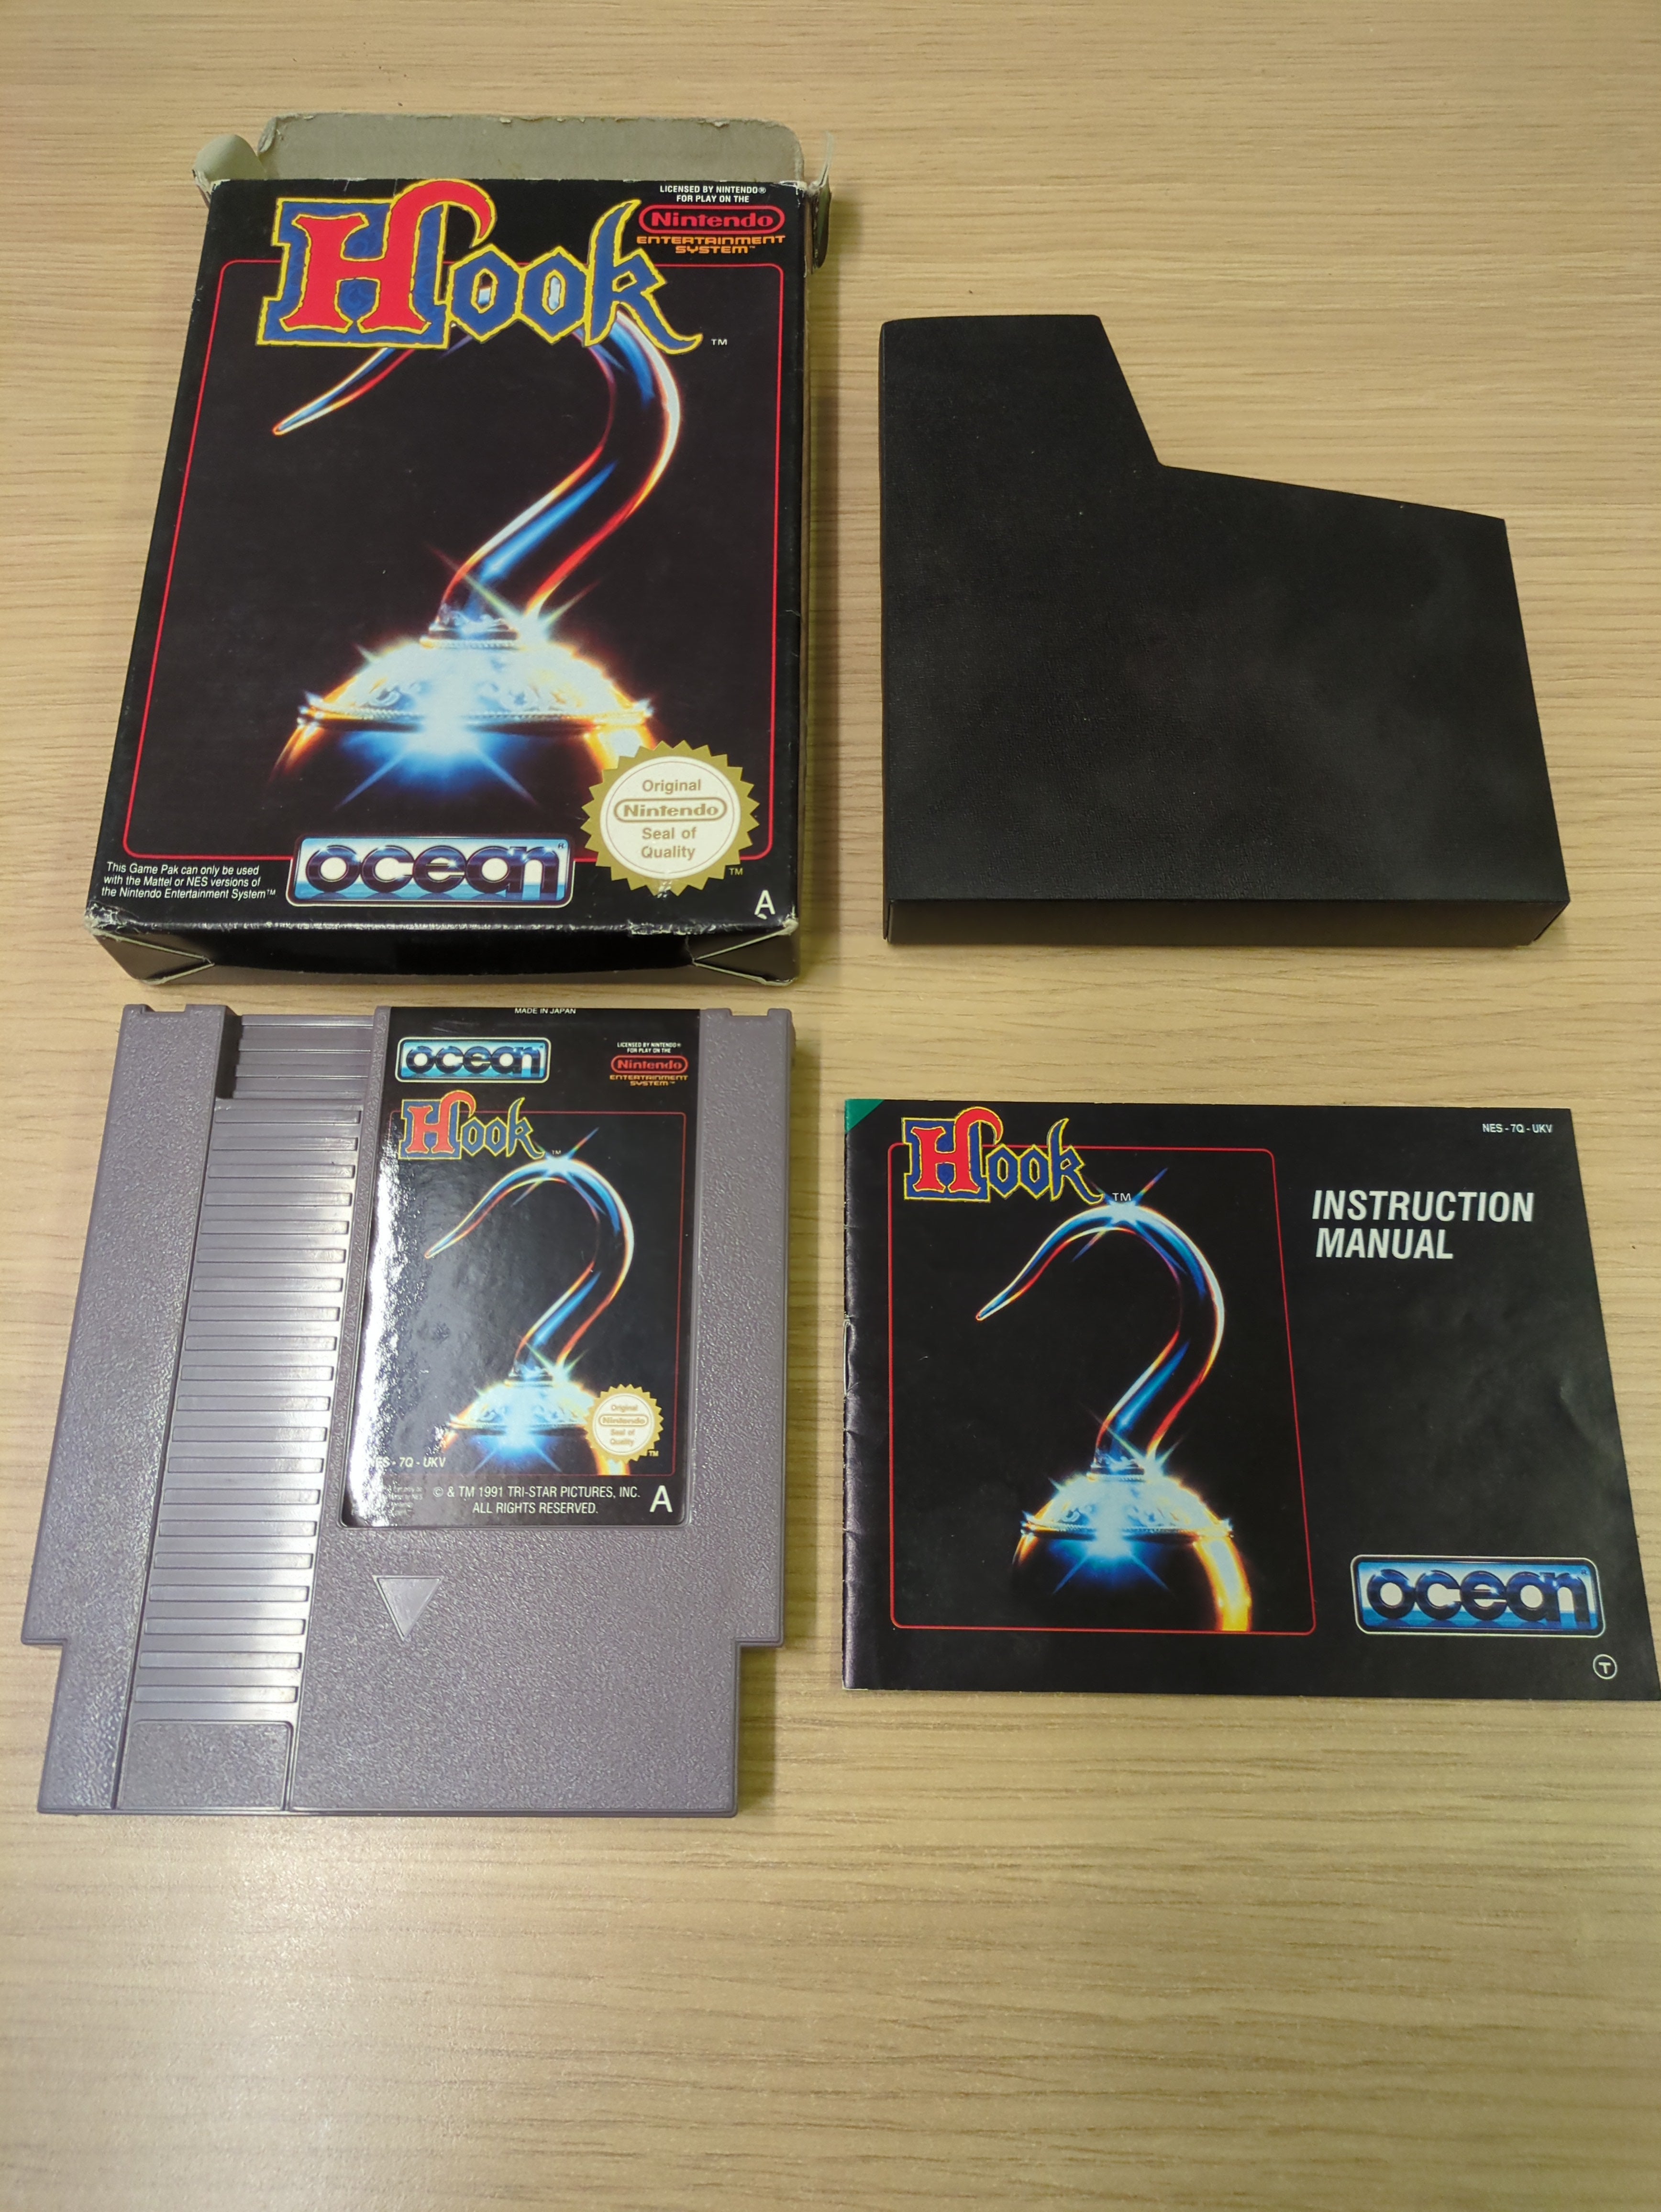 LICENSED BY NINTENDO®
FOR PLAY ON THE
Nintendo
ENTERTAINMENT
SYSTEM™
Hook
™
Original
Nintendo
Seal of
Quality
™
This Game Pak can only be used
with the Mattel or NES versions of
the Nintendo Entertainment System™
ocean®
A
MADE IN JAPAN
ocean®
LICENSED BY NINTENDO®
FOR PLAY ON THE
Nintendo
ENTERTAINMENT
SYSTEM™
Hook
™
Original
Nintendo
Seal of
Quality
™
NES - 7Q - UKV
© & TM 1991 TRI-STAR PICTURES, INC.
ALL RIGHTS RESERVED.
A
NES - 7Q - UKV
Hook
™
INSTRUCTION
MANUAL
ocean®
T